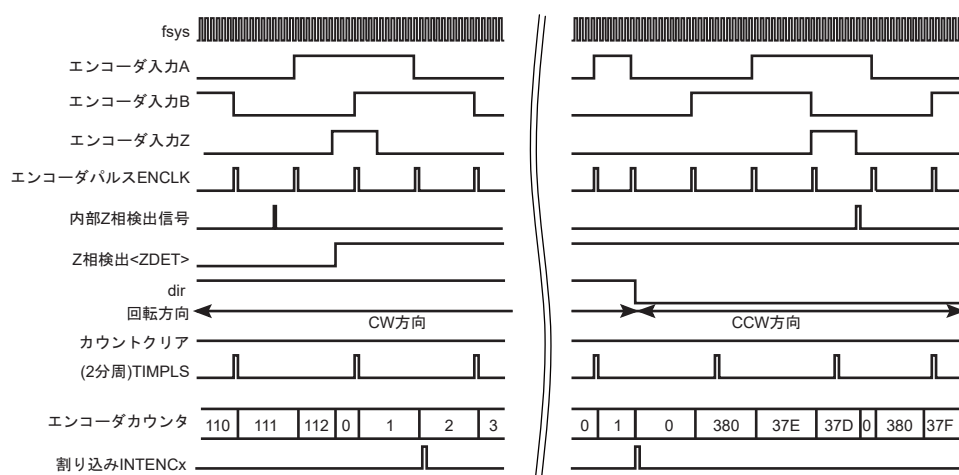 fsys
エンコーダ入力A
エンコーダ入力B
エンコーダ入力Z
エンコーダパルスENCLK
内部Z相検出信号
Z相検出<ZDET>
dir
回転方向 CW方向 CCW方向
カウントクリア
(2分周)TIMPLS
エンコーダカウンタ 110 111 112 0 1 2 3 0 1 0 380 37E 37D 0 380 37F
割り込みINTENCx